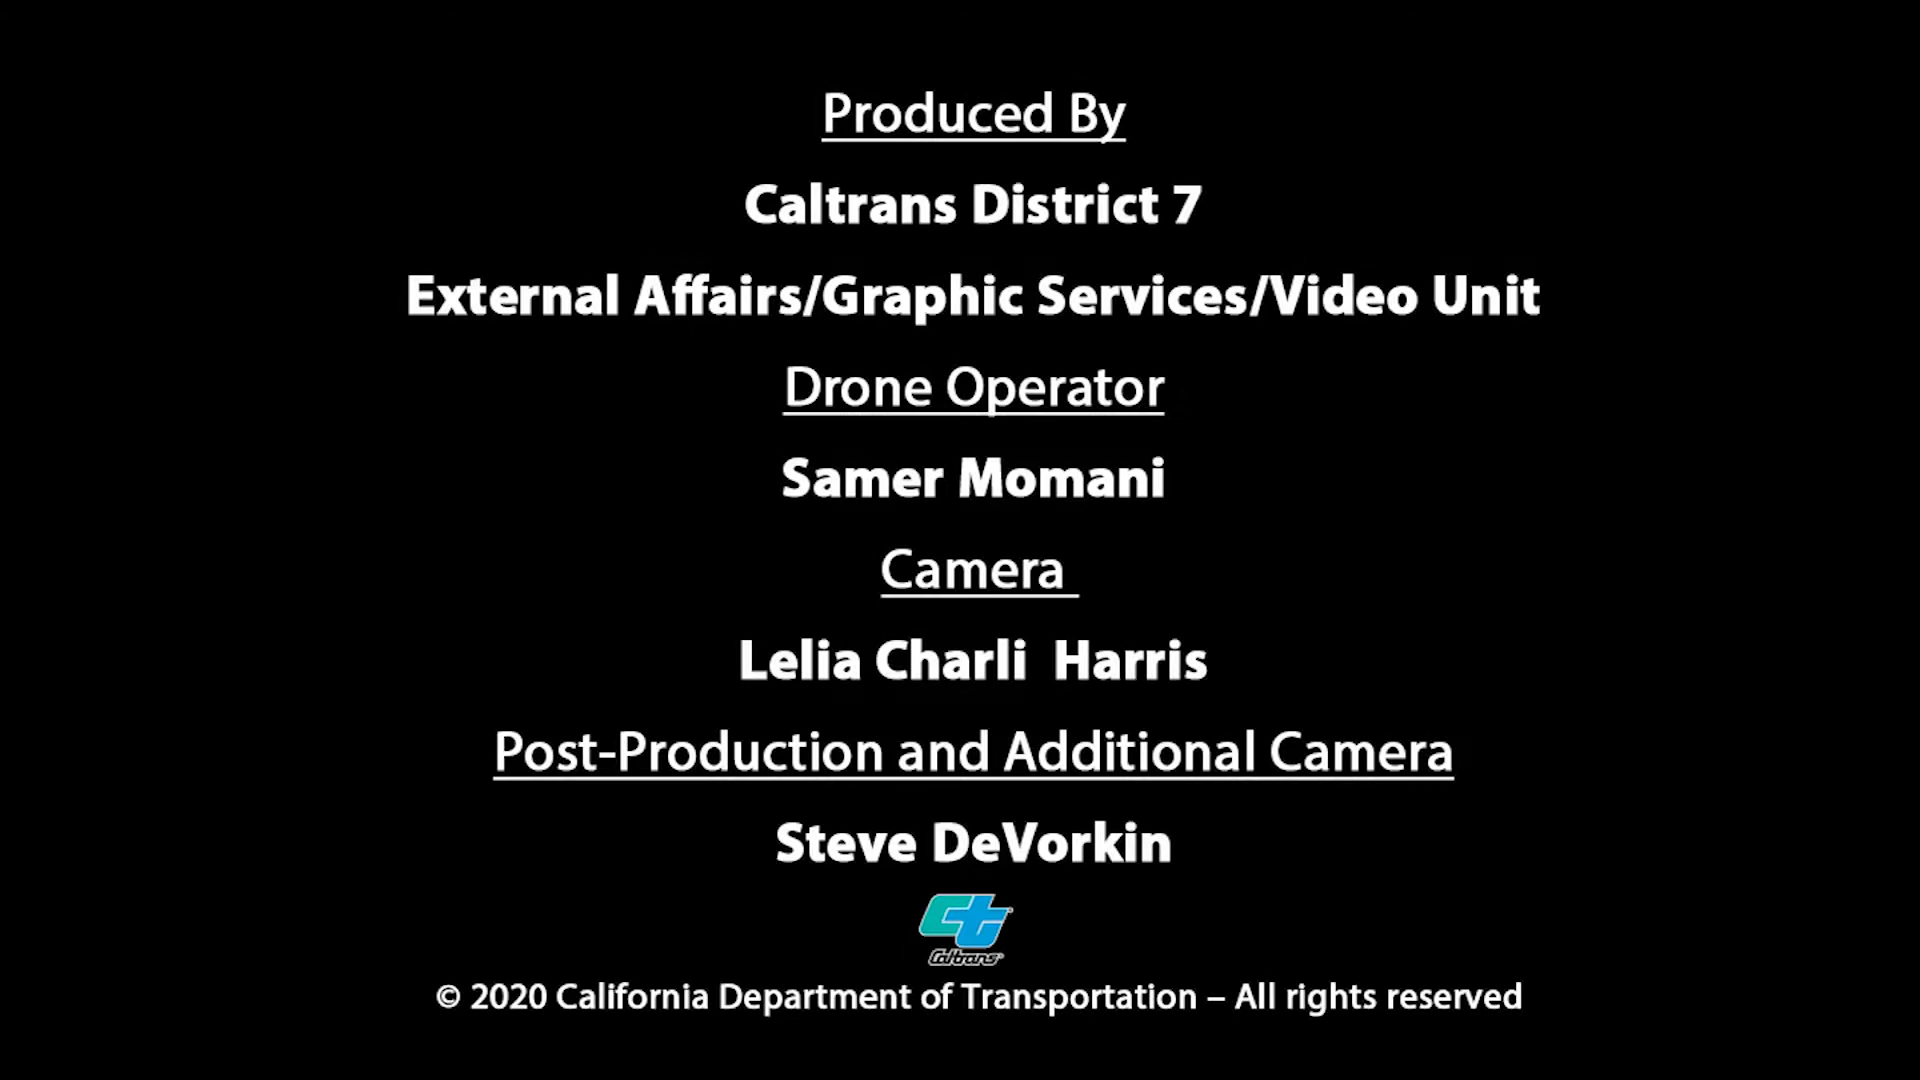 Produced By
Caltrans District 7
External Affairs/Graphic Services/Video Unit
Drone Operator
Samer Momani
Camera
Lelia Charli  Harris
Post-Production and Additional Camera
Steve DeVorkin
Ct
Caltrans
© 2020 California Department of Transportation – All rights reserved